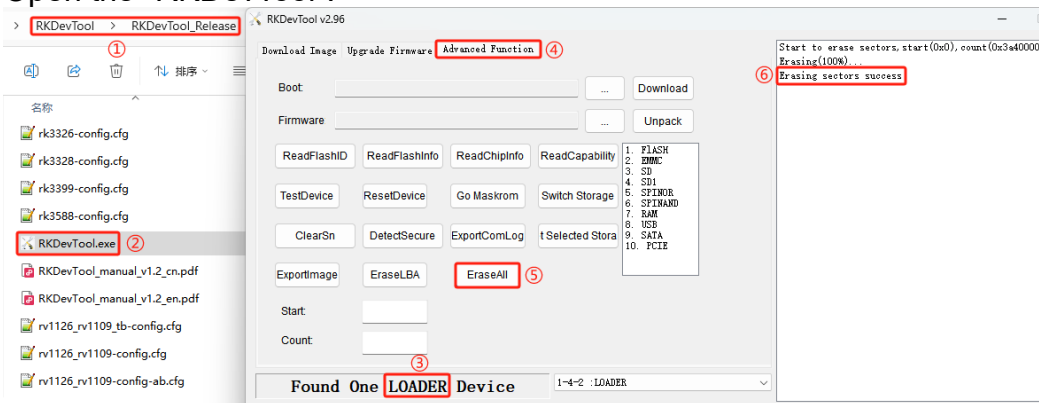 > RKDevTool > RKDevTool_Release
①
排序
名称
rk3326-config.cfg
rk3328-config.cfg
rk3399-config.cfg
rk3588-config.cfg
RKDevTool.exe ②
RKDevTool_manual_v1.2_cn.pdf
RKDevTool_manual_v1.2_en.pdf
rv1126_rv1109_tb-config.cfg
rv1126_rv1109-config.cfg
rv1126_rv1109-config-ab.cfg
RKDevTool v2.96
Download Image Upgrade Firmware Advanced Function ④
Boot: ... Download
Firmware ... Unpack
ReadFlashID ReadFlashInfo ReadChipInfo ReadCapability
TestDevice ResetDevice Go Maskrom Switch Storage
ClearSn DetectSecure ExportComLog t Selected Stora
ExportImage EraseLBA EraseAll ⑤
1. FlASH
2. EMMC
3. SD
4. SD1
5. SPINOR
6. SPINAND
7. RAM
8. USB
9. SATA
10. PCIE
Start:
Count:
③
Found One LOADER Device
1-4-2 :LOADER
Start to erase sectors,start(0x0),count(0x3a40000
Erasing(100%)...
⑥ Erasing sectors success